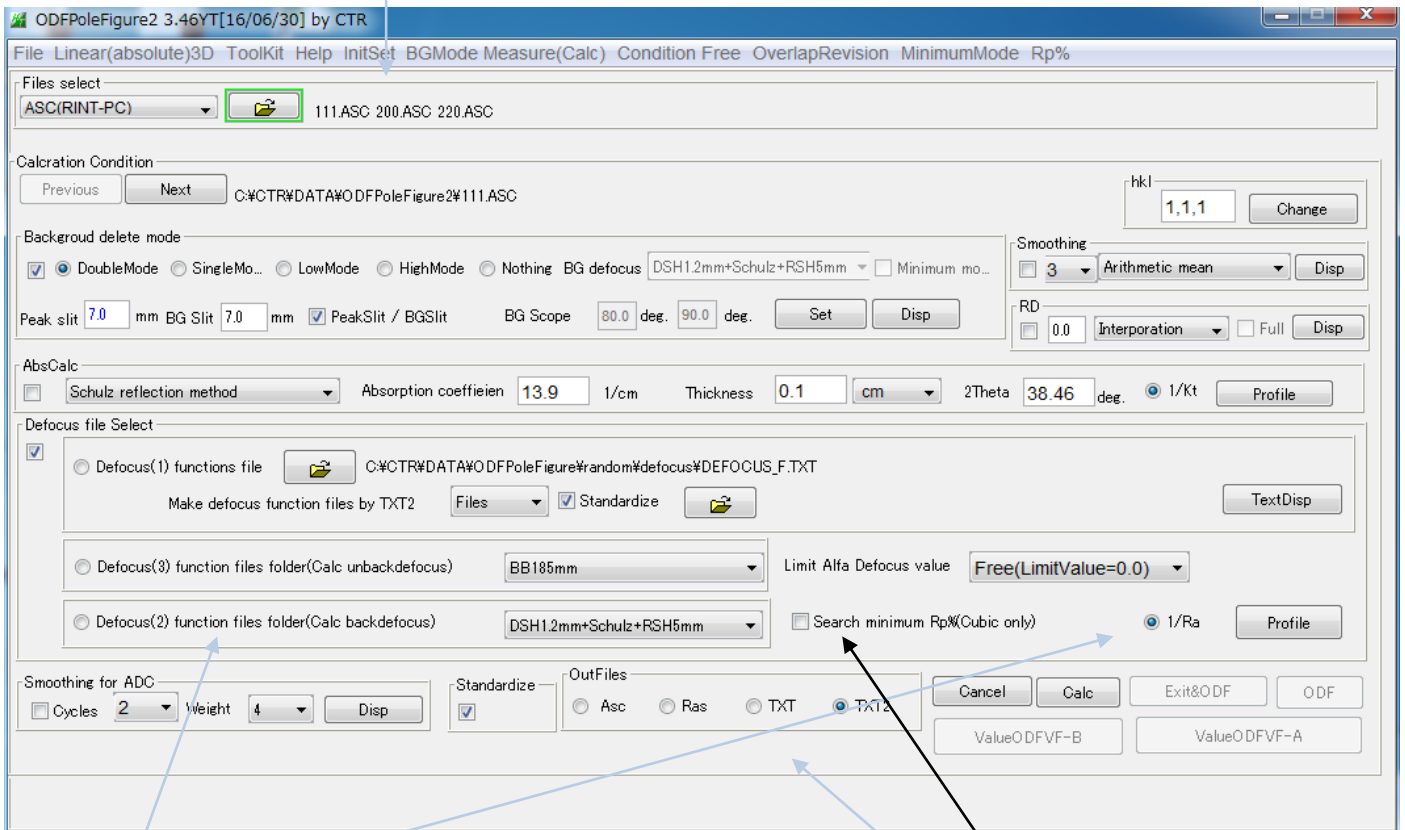 ODFPoleFigure2 3.46YT[16/06/30] by CTR
File Linear(absolute)3D ToolKit Help InitSet BGMode Measure(Calc) Condition Free OverlapRevision MinimumMode Rp%
Files select
ASC(RINT-PC) 111.ASC 200.ASC 220.ASC
Calcration Condition
Previous Next C:¥CTR¥DATA¥ODFPoleFigure2¥111.ASC
hkl
1,1,1 Change
Backgroud delete mode
DoubleMode SingleMo... LowMode HighMode Nothing BG defocus DSH1.2mm+Schulz+RSH5mm Minimum mo...
Peak slit 7.0 mm BG Slit 7.0 mm PeakSlit / BGSlit BG Scope 80.0 deg. 90.0 deg. Set Disp
Smoothing
3 Arithmetic mean Disp
RD
0.0 Interporation Full Disp
AbsCalc
Schulz reflection method Absorption coeffieien 13.9 1/cm Thickness 0.1 cm 2Theta 38.46 deg. 1/Kt Profile
Defocus file Select
Defocus(1) functions file C:¥CTR¥DATA¥ODFPoleFigure¥random¥defocus¥DEFOCUS_F.TXT
Make defocus function files by TXT2 Files Standardize TextDisp
Defocus(3) function files folder(Calc unbackdefocus) BB185mm Limit Alfa Defocus value Free(LimitValue=0.0)
Defocus(2) function files folder(Calc backdefocus) DSH1.2mm+Schulz+RSH5mm Search minimum Rp%(Cubic only) 1/Ra Profile
Smoothing for ADC
Cycles 2 Weight 4 Disp
Standardize
OutFiles
Asc Ras TXT TXT2
Cancel Calc Exit&ODF ODF
ValueODFVF-B ValueODFVF-A